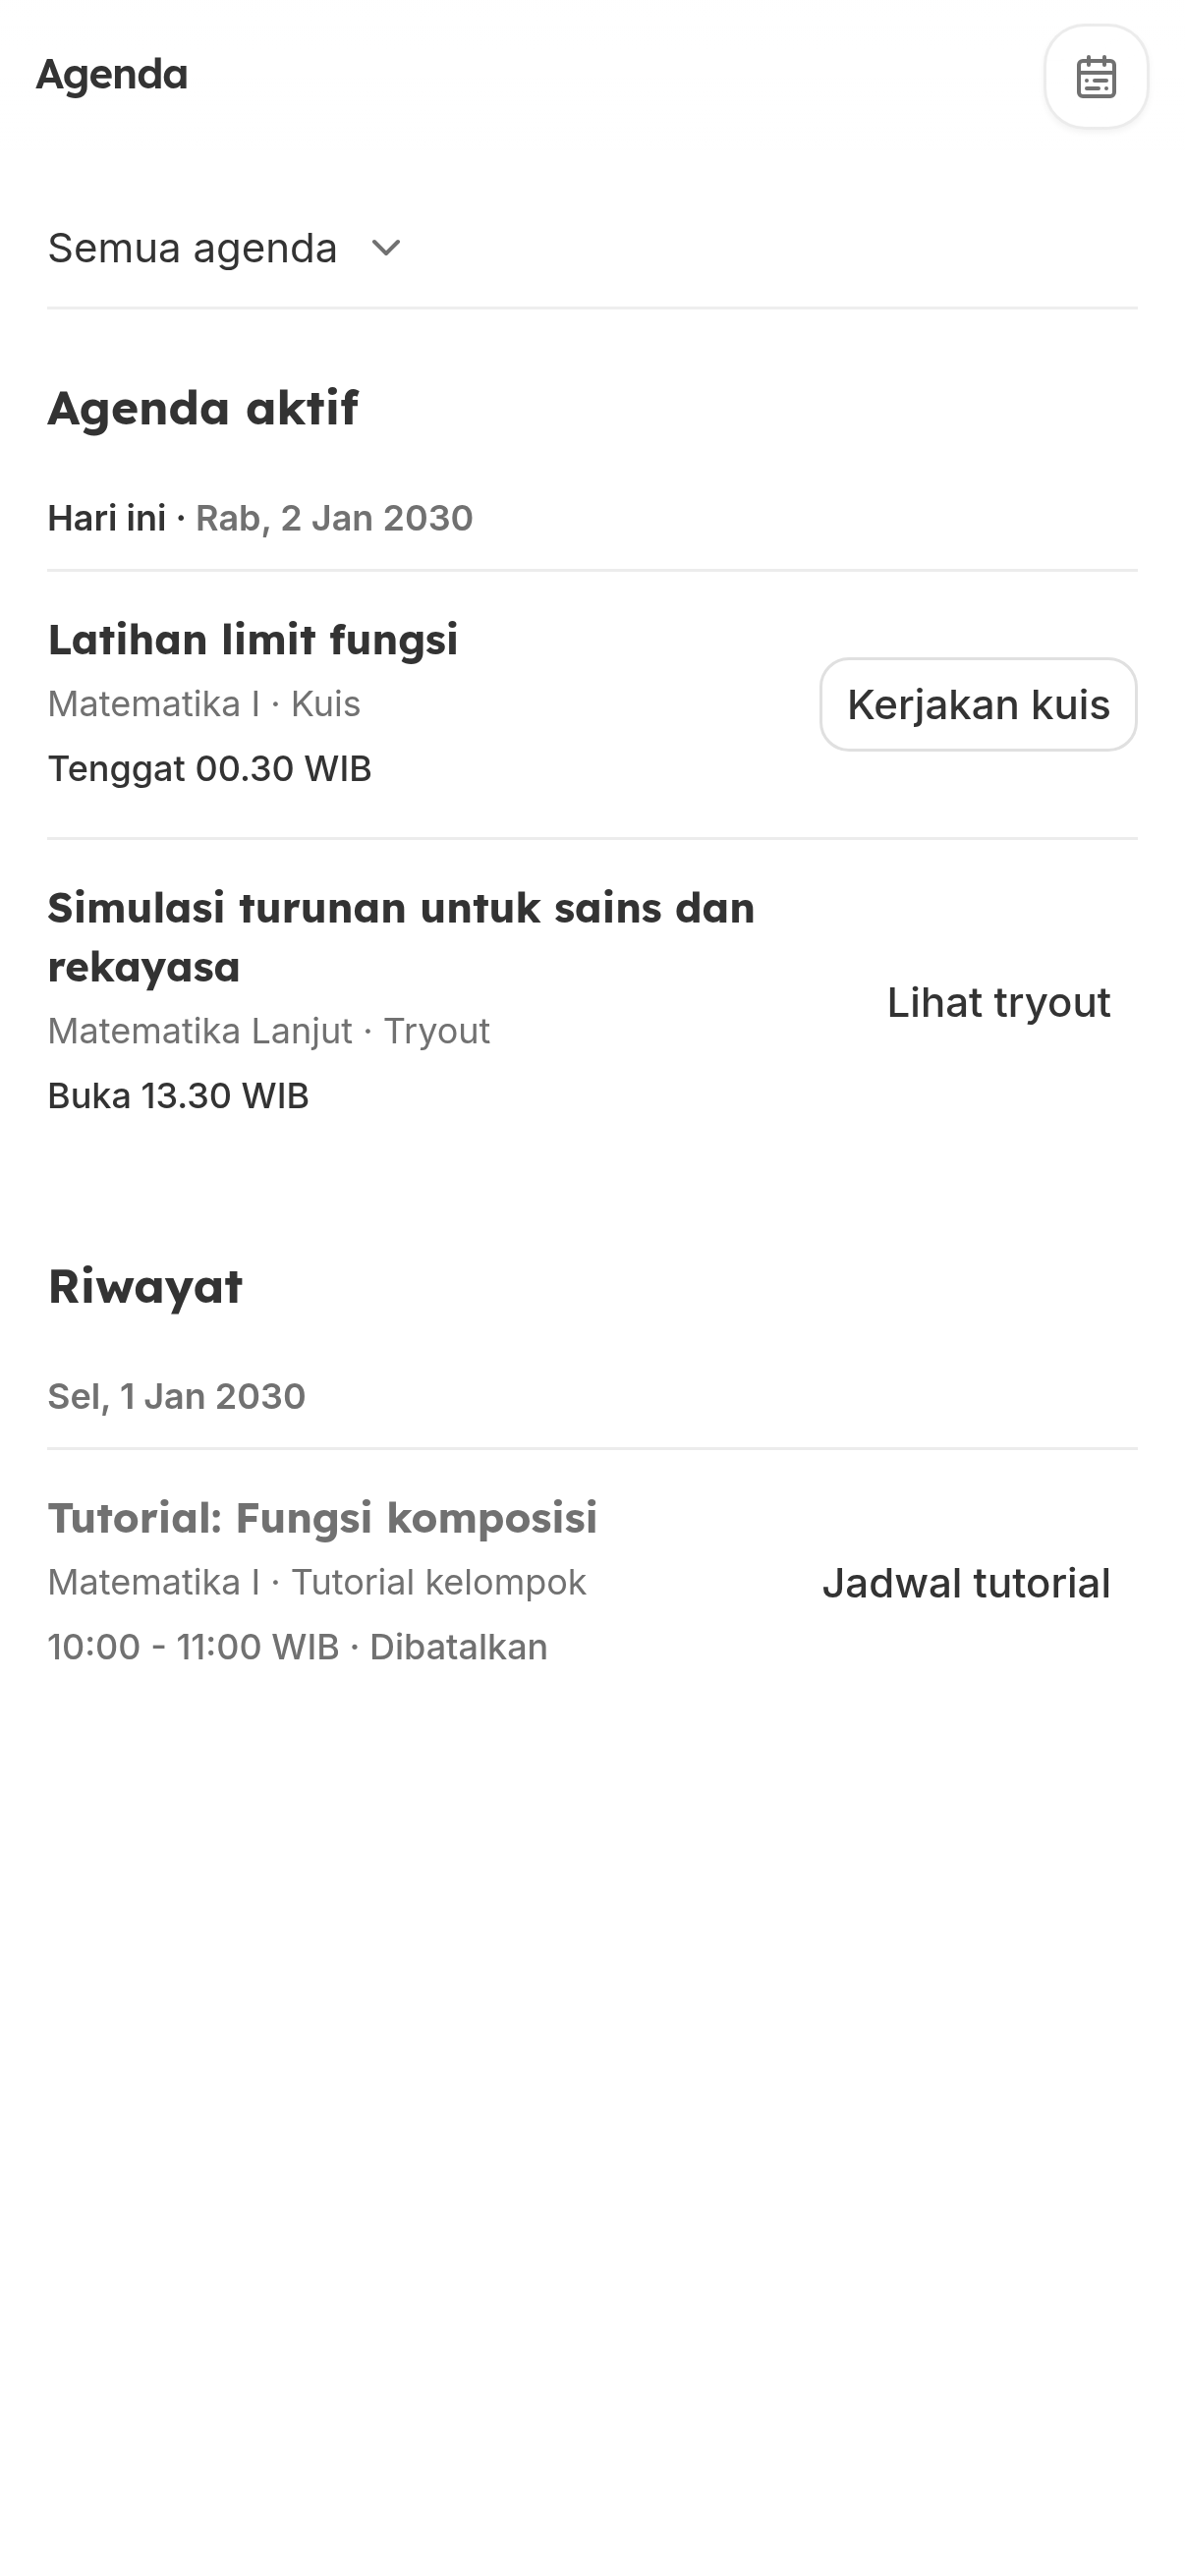 Agenda
Semua agenda
Agenda aktif
Hari ini · Rab, 2 Jan 2030
Latihan limit fungsi
Matematika I · Kuis
Tenggat 00.30 WIB
Kerjakan kuis
Simulasi turunan untuk sains dan
rekayasa
Matematika Lanjut · Tryout
Buka 13.30 WIB
Lihat tryout
Riwayat
Sel, 1 Jan 2030
Tutorial: Fungsi komposisi
Matematika I · Tutorial kelompok
10:00 - 11:00 WIB · Dibatalkan
Jadwal tutorial